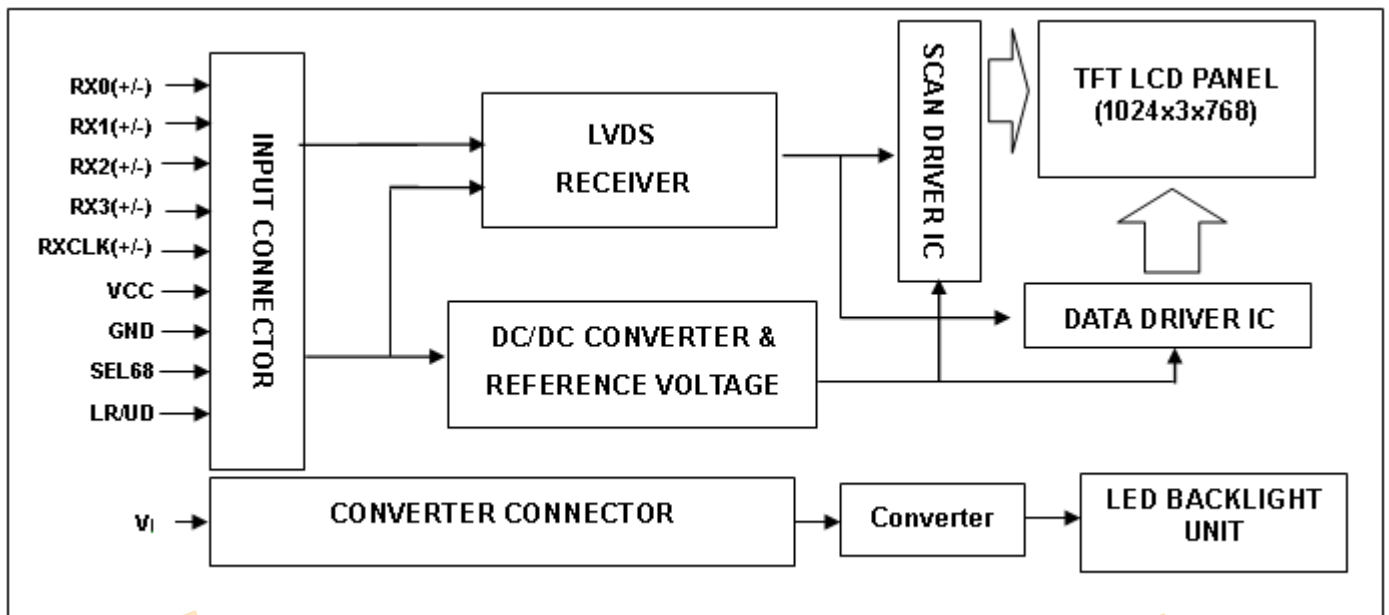 RX0(+/-)
RX1(+/-)
RX2(+/-)
RX3(+/-)
RXCLK(+/-)
VCC
GND
SEL68
LR/UD
INPUT CONNECTOR
LVDS
RECEIVER
DC/DC CONVERTER &
REFERENCE VOLTAGE
SCAN DRIVER IC
TFT LCD PANEL
(1024x3x768)
DATA DRIVER IC
VI
CONVERTER CONNECTOR
Converter
LED BACKLIGHT
UNIT